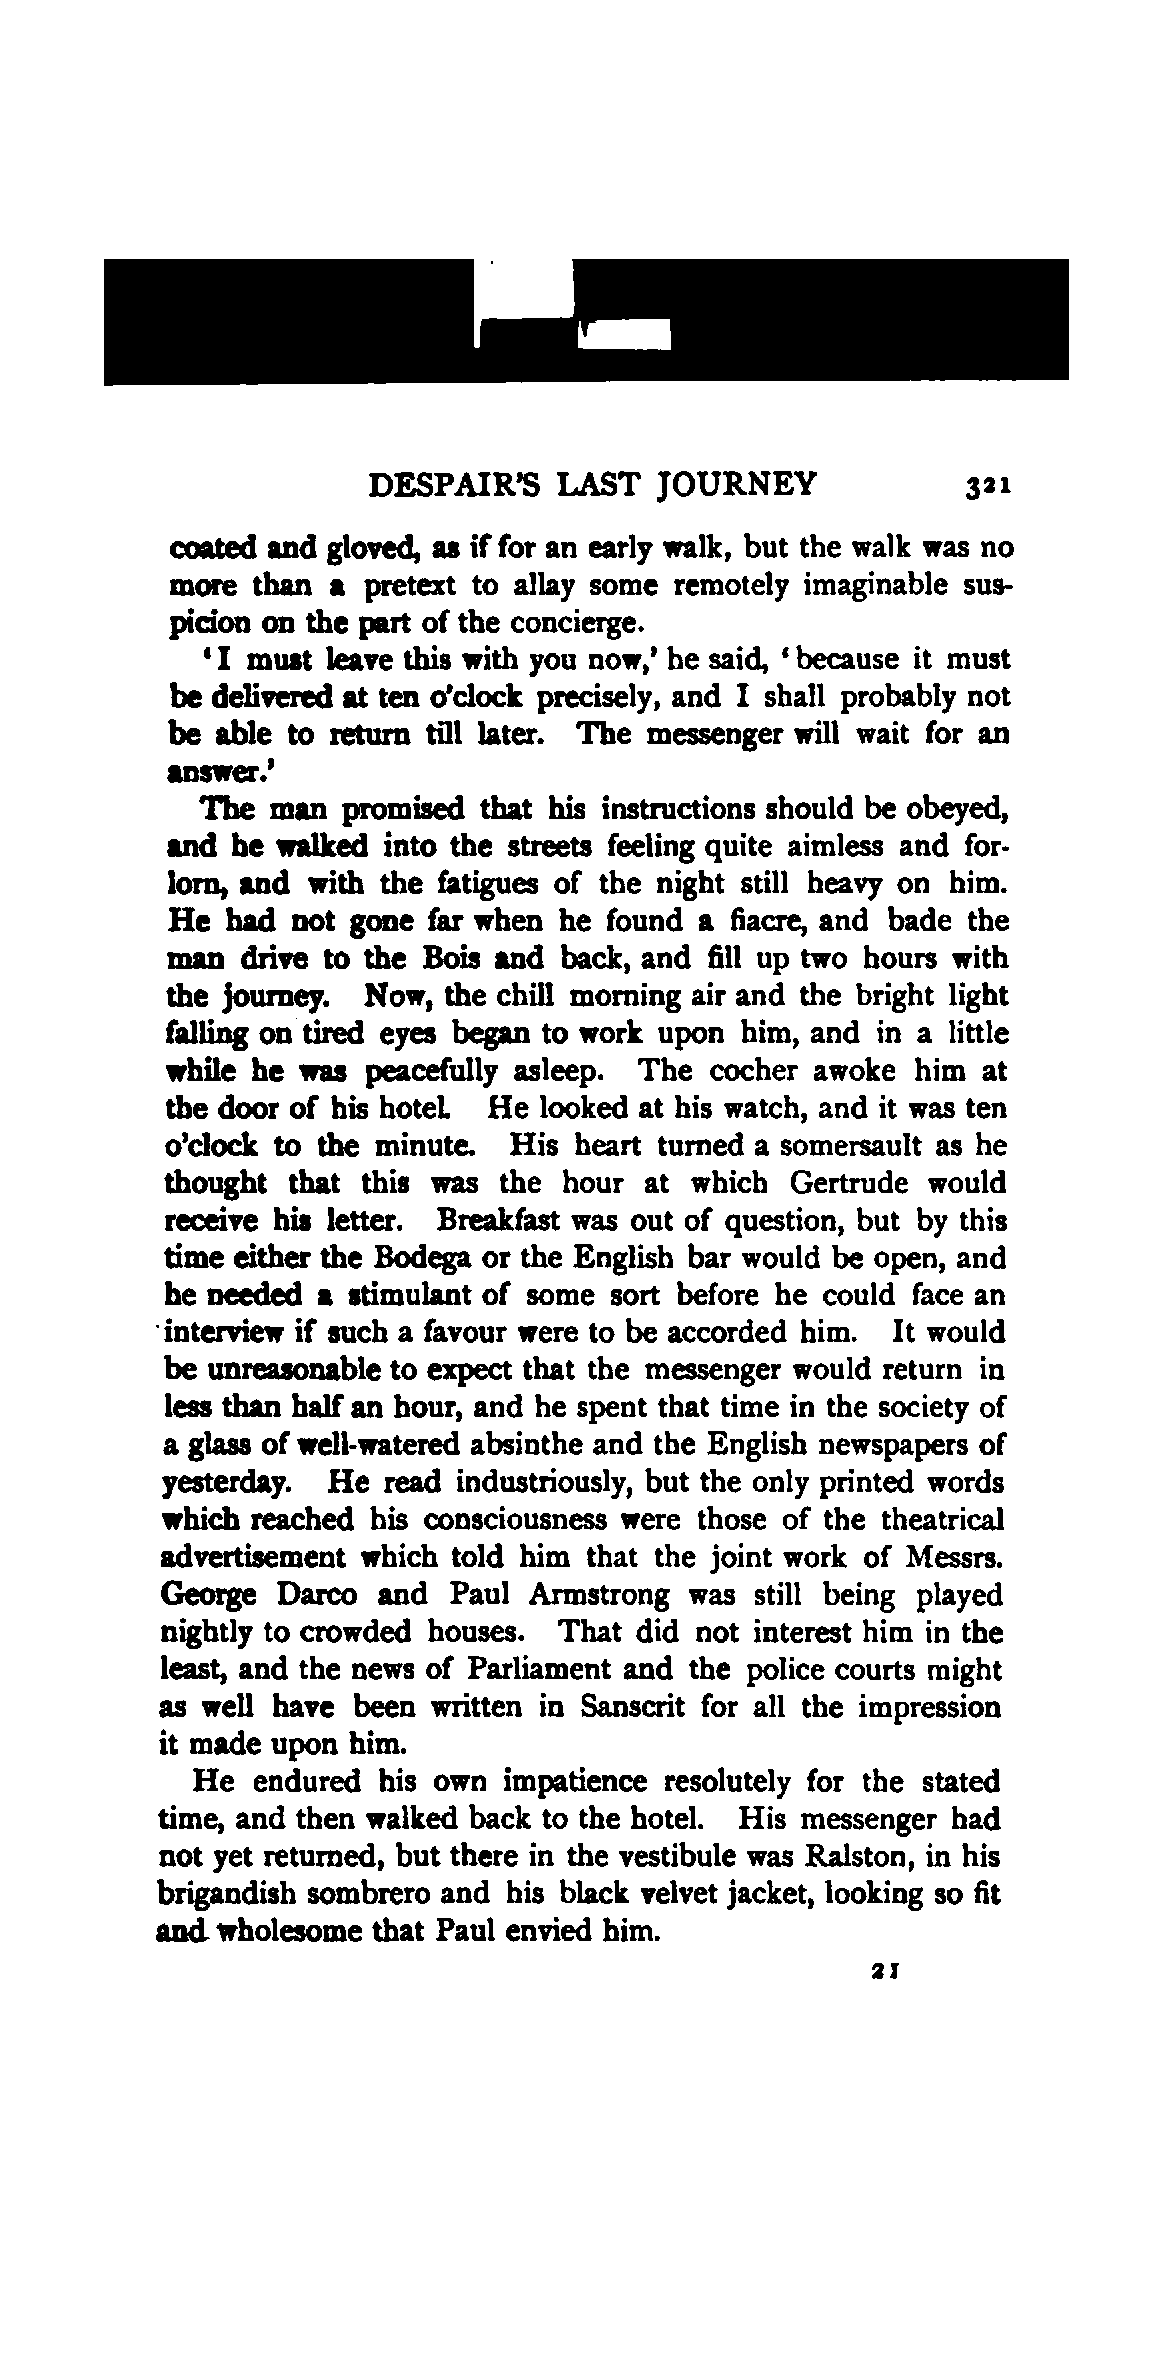 DESPAIR'S LAST JOURNEY 321
coated and gloved, as if for an early walk, but the walk was no
more than a pretext to allay some remotely imaginable sus-
picion on the part of the concierge.
'I must leave this with you now,' he said, 'because it must
be delivered at ten o'clock precisely, and I shall probably not
be able to return till later. The messenger will wait for an
answer.'
The man promised that his instructions should be obeyed,
and he walked into the streets feeling quite aimless and for-
lorn, and with the fatigues of the night still heavy on him.
He had not gone far when he found a fiacre, and bade the
man drive to the Bois and back, and fill up two hours with
the journey. Now, the chill morning air and the bright light
falling on tired eyes began to work upon him, and in a little
while he was peacefully asleep. The cocher awoke him at
the door of his hotel. He looked at his watch, and it was ten
o'clock to the minute. His heart turned a somersault as he
thought that this was the hour at which Gertrude would
receive his letter. Breakfast was out of question, but by this
time either the Bodega or the English bar would be open, and
he needed a stimulant of some sort before he could face an
interview if such a favour were to be accorded him. It would
be unreasonable to expect that the messenger would return in
less than half an hour, and he spent that time in the society of
a glass of well-watered absinthe and the English newspapers of
yesterday. He read industriously, but the only printed words
which reached his consciousness were those of the theatrical
advertisement which told him that the joint work of Messrs.
George Darco and Paul Armstrong was still being played
nightly to crowded houses. That did not interest him in the
least, and the news of Parliament and the police courts might
as well have been written in Sanscrit for all the impression
it made upon him.
He endured his own impatience resolutely for the stated
time, and then walked back to the hotel. His messenger had
not yet returned, but there in the vestibule was Ralston, in his
brigandish sombrero and his black velvet jacket, looking so fit
and wholesome that Paul envied him.
21